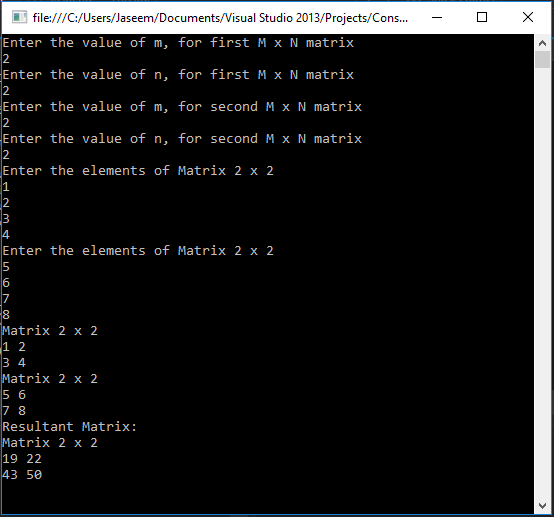 file:///C:/Users/Jaseem/Documents/Visual Studio 2013/Projects/Cons...
Enter the value of m, for first M x N matrix
2
Enter the value of n, for first M x N matrix
2
Enter the value of m, for second M x N matrix
2
Enter the value of n, for second M x N matrix
2
Enter the elements of Matrix 2 x 2
1
2
3
4
Enter the elements of Matrix 2 x 2
5
6
7
8
Matrix 2 x 2
1 2
3 4
Matrix 2 x 2
5 6
7 8
Resultant Matrix:
Matrix 2 x 2
19 22
43 50